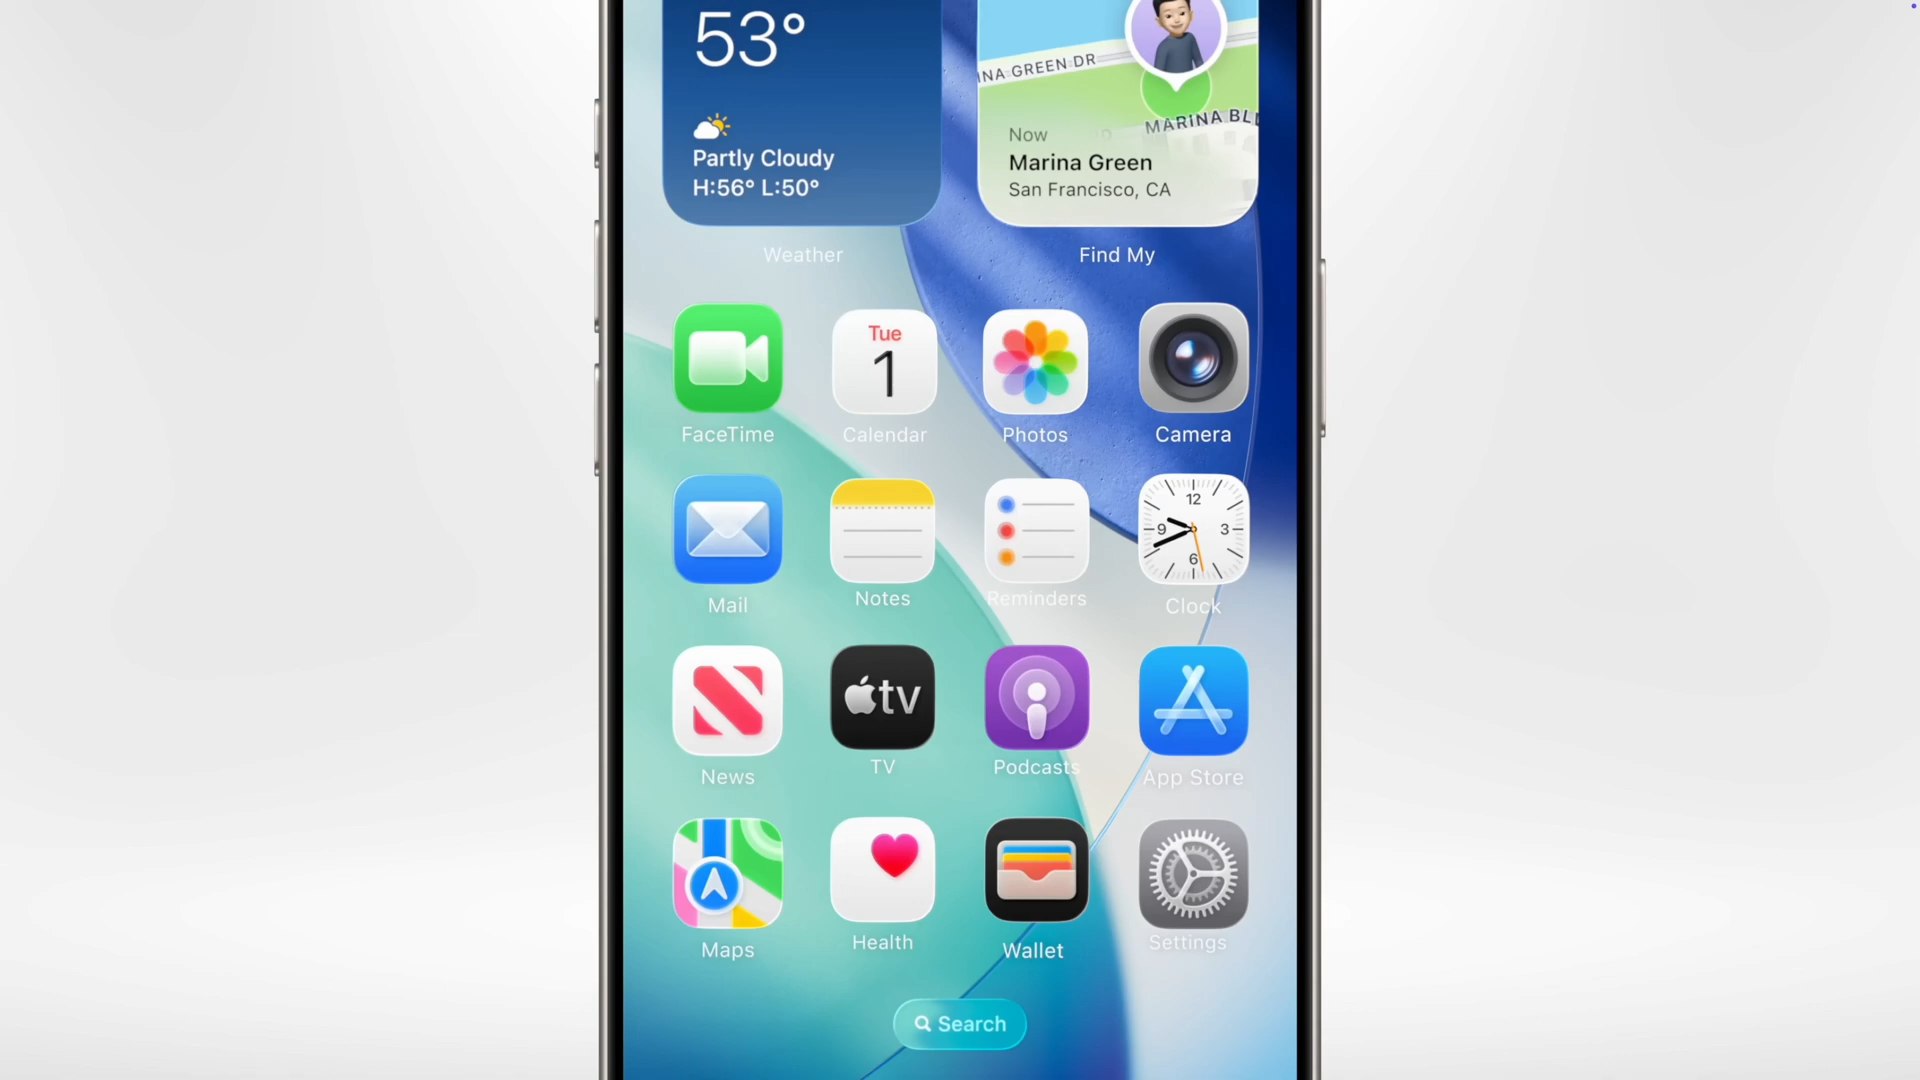 53°
Partly Cloudy
H:56° L:50°
Weather
INA GREEN DR
MARINA BL
Now
Marina Green
San Francisco, CA
Find My
FaceTime
Tue
1
Calendar
Photos
Camera
Mail
Notes
Reminders
12
9 3
6
Clock
News
tv
TV
Podcasts
App Store
Maps
Health
Wallet
Settings
Search